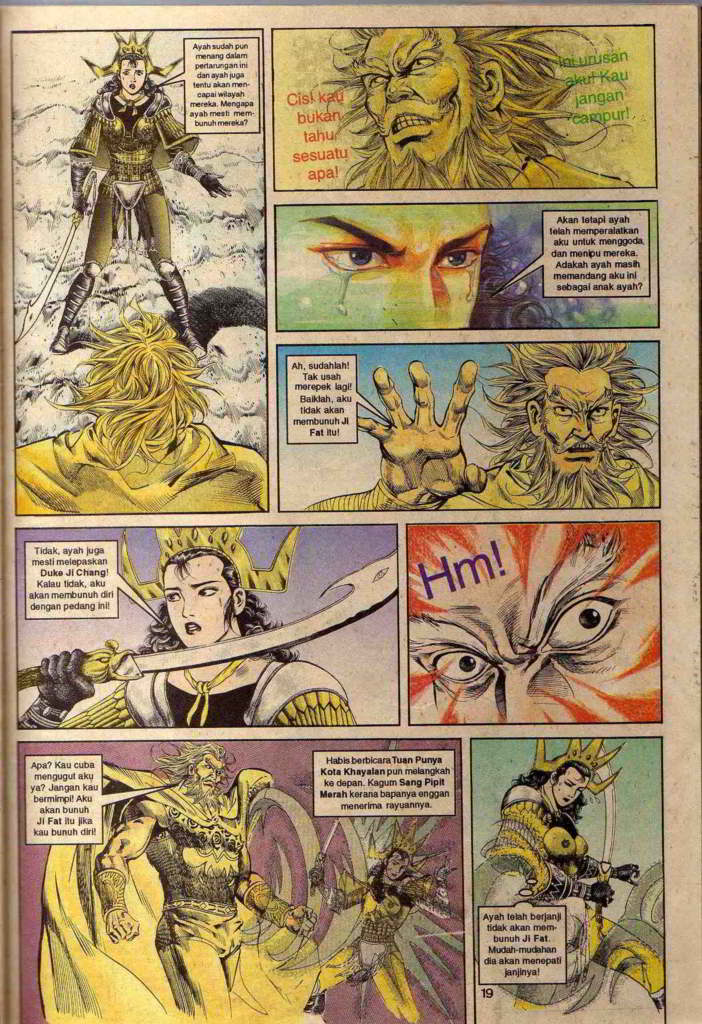 Ayah sudah pun
menang dalam
pertarungan ini
dan ayah juga
tentu akan men-
capai wilayah
mereka. Mengapa
ayah mesti mem-
bunuh mereka?
Cis! kau
bukan
tahu
sesuatu
apa!
Ini urusan
aku! Kau
jangan
campur!
Akan tetapi ayah
telah memperalatkan
aku untuk menggoda
dan menipu mereka.
Adakah ayah masih
memandang aku ini
sebagai anak ayah?
Ah, sudahlah!
Tak usah
merepek lagi!
Baiklah, aku
tidak akan
membunuh Ji
Fat itu!
Tidak, ayah juga
mesti melepaskan
Duke Ji Chang!
Kalau tidak, aku
akan membunuh diri
dengan pedang ini!
Hm!
Apa? Kau cuba
mengugut aku
ya? Jangan kau
bermimpi! Aku
akan bunuh
Ji Fat itu jika
kau bunuh diri!
Habis berbicara Tuan Punya
Kota Khayalan pun melangkah
ke depan. Kagum Sang Pipit
Merah kerana bapanya enggan
menerima rayuannya.
Ayah telah berjanji
tidak akan mem-
bunuh Ji Fat.
Mudah-mudahan
dia akan menepati
janjinya!
19